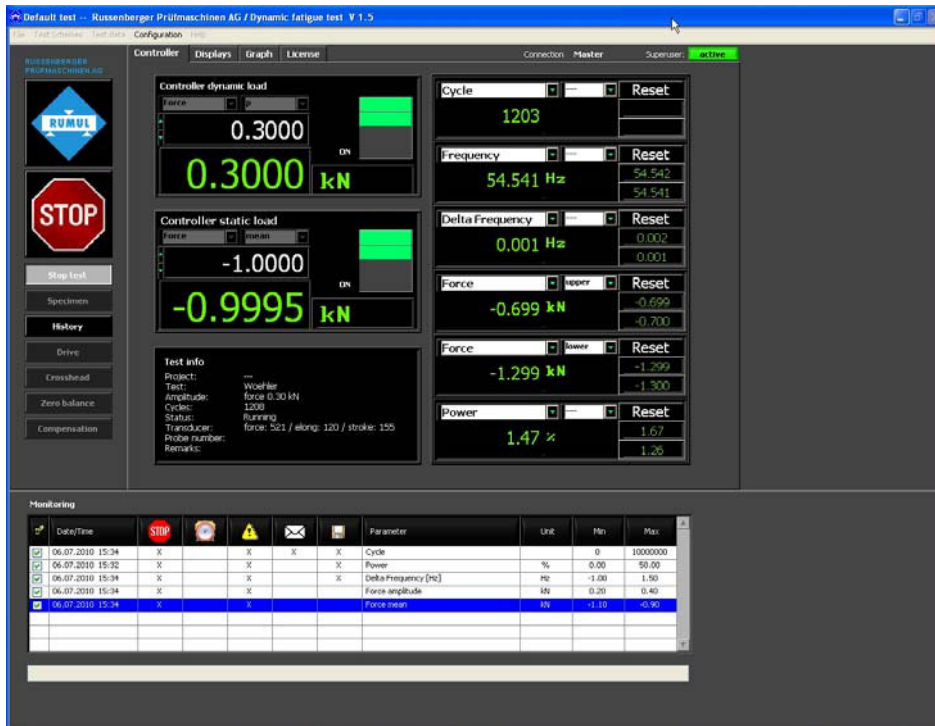 Default test -- Russenberger Prüfmaschinen AG / Dynamic fatigue test V 1.5
File Test Schemes Test data Configuration Help
RUSSENBERGER
PRÜFMASCHINEN AG
Controller Displays Graph License Connection Master Superuser: active
RUMUL
STOP
Stop test
Specimen
History
Drive
Crosshead
Zero balance
Compensation
Controller dynamic load
Force p
0.3000
ON
0.3000 kN
Controller static load
Force mean
-1.0000
ON
-0.9995 kN
Test info
Project: ---
Test: Woehler
Amplitude: force 0.30 kN
Cycles: 1208
Status: Running
Transducer: force: 521 / elong: 120 / stroke: 155
Probe number:
Remarks:
Cycle --- Reset
1203
Frequency --- Reset
54.541 Hz
54.542
54.541
Delta Frequency --- Reset
0.001 Hz
0.002
0.001
Force upper Reset
-0.699 kN
-0.699
-0.700
Force lower Reset
-1.299 kN
-1.299
-1.300
Power --- Reset
1.47 %
1.67
1.26
Monitoring
Date/Time STOP Parameter Unit Min Max
06.07.2010 15:34 X X X X Cycle 0 10000000
06.07.2010 15:32 X X X Power % 0.00 50.00
06.07.2010 15:34 X X X Delta Frequency [Hz] Hz -1.00 1.50
06.07.2010 15:34 X X Force amplitude kN 0.20 0.40
06.07.2010 15:34 X X Force mean kN -1.10 -0.90